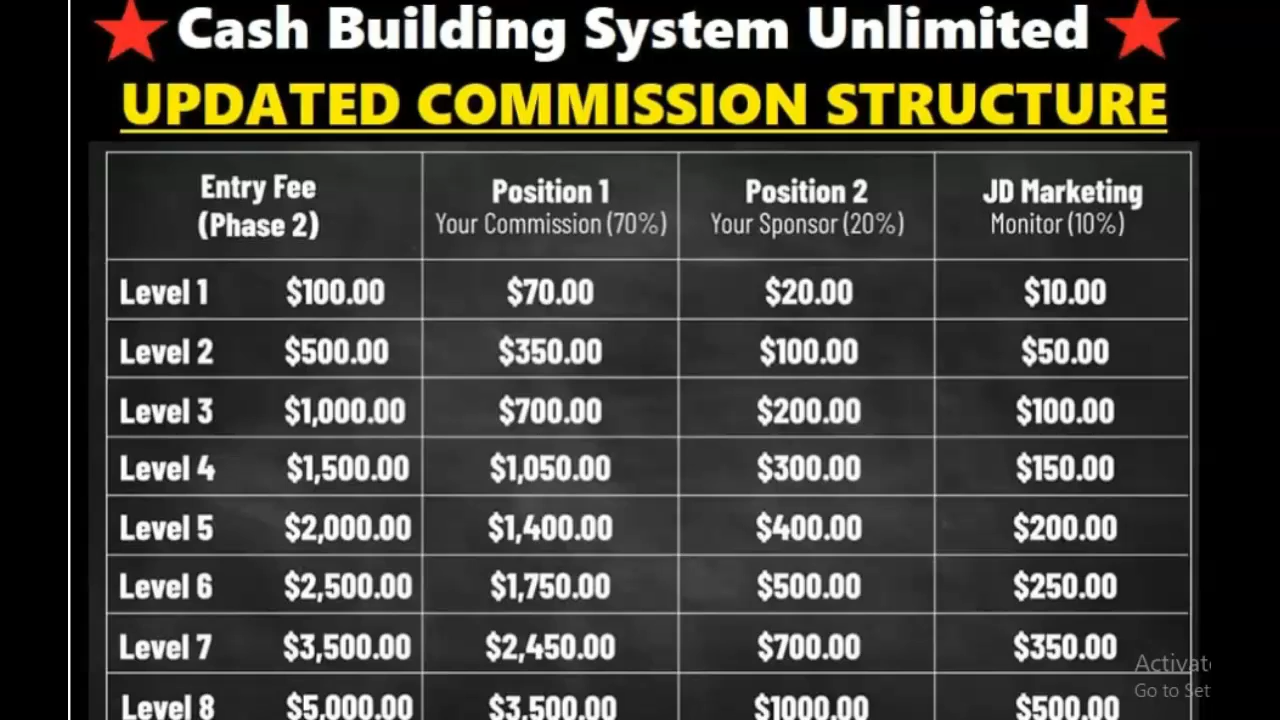 Cash Building System Unlimited
UPDATED COMMISSION STRUCTURE
Entry Fee (Phase 2) Position 1 Your Commission (70%) Position 2 Your Sponsor (20%) JD Marketing Monitor (10%)
Level 1 $100.00 $70.00 $20.00 $10.00
Level 2 $500.00 $350.00 $100.00 $50.00
Level 3 $1,000.00 $700.00 $200.00 $100.00
Level 4 $1,500.00 $1,050.00 $300.00 $150.00
Level 5 $2,000.00 $1,400.00 $400.00 $200.00
Level 6 $2,500.00 $1,750.00 $500.00 $250.00
Level 7 $3,500.00 $2,450.00 $700.00 $350.00
Level 8 $5,000.00 $3,500.00 $1000.00 $500.00
Activat
Go to Set